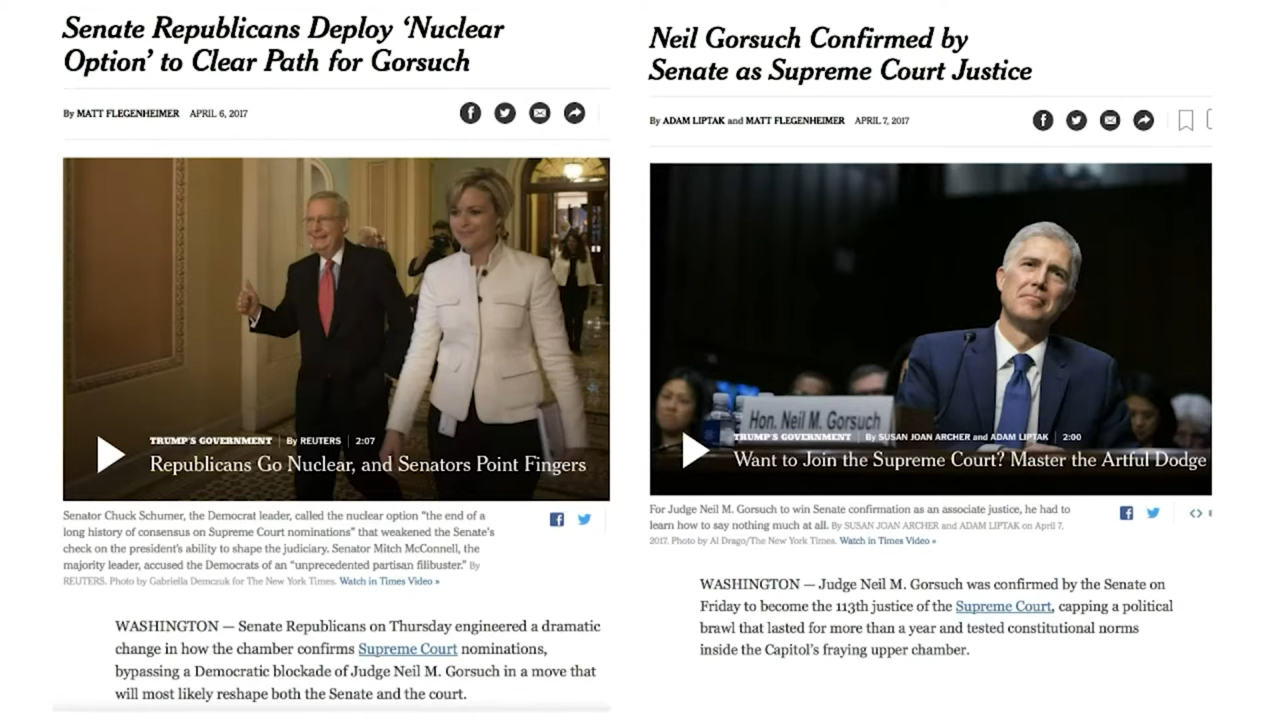 Senate Republicans Deploy ‘Nuclear
Option’ to Clear Path for Gorsuch
By MATT FLEGENHEIMER APRIL 6, 2017
TRUMP'S GOVERNMENT | By REUTERS | 2:07
Republicans Go Nuclear, and Senators Point Fingers
Senator Chuck Schumer, the Democrat leader, called the nuclear option “the end of a
long history of consensus on Supreme Court nominations” that weakened the Senate's
check on the president's ability to shape the judiciary. Senator Mitch McConnell, the
majority leader, accused the Democrats of an “unprecedented partisan filibuster.” By
REUTERS. Photo by Gabriella Demczuk for The New York Times. Watch in Times Video »
WASHINGTON — Senate Republicans on Thursday engineered a dramatic
change in how the chamber confirms Supreme Court nominations,
bypassing a Democratic blockade of Judge Neil M. Gorsuch in a move that
will most likely reshape both the Senate and the court.
Neil Gorsuch Confirmed by
Senate as Supreme Court Justice
By ADAM LIPTAK and MATT FLEGENHEIMER APRIL 7, 2017
Hon. Neil M. Gorsuch
TRUMP'S GOVERNMENT | By SUSAN JOAN ARCHER and ADAM LIPTAK | 2:00
Want to Join the Supreme Court? Master the Artful Dodge
For Judge Neil M. Gorsuch to win Senate confirmation as an associate justice, he had to
learn how to say nothing much at all. By SUSAN JOAN ARCHER and ADAM LIPTAK on April 7,
2017. Photo by Al Drago/The New York Times. Watch in Times Video »
WASHINGTON — Judge Neil M. Gorsuch was confirmed by the Senate on
Friday to become the 113th justice of the Supreme Court, capping a political
brawl that lasted for more than a year and tested constitutional norms
inside the Capitol's fraying upper chamber.